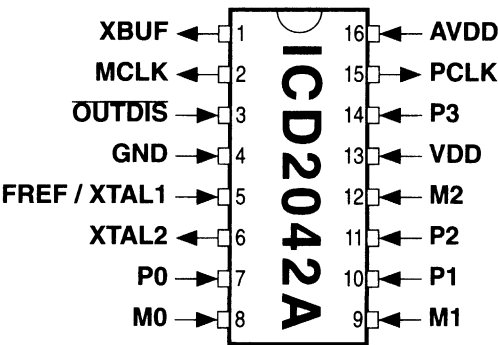 XBUF 1 16 AVDD
MCLK 2 15 PCLK
OUTDIS 3 14 P3
GND 4 13 VDD
FREF / XTAL1 5 12 M2
XTAL2 6 11 P2
P0 7 10 P1
M0 8 9 M1
ICD2042A